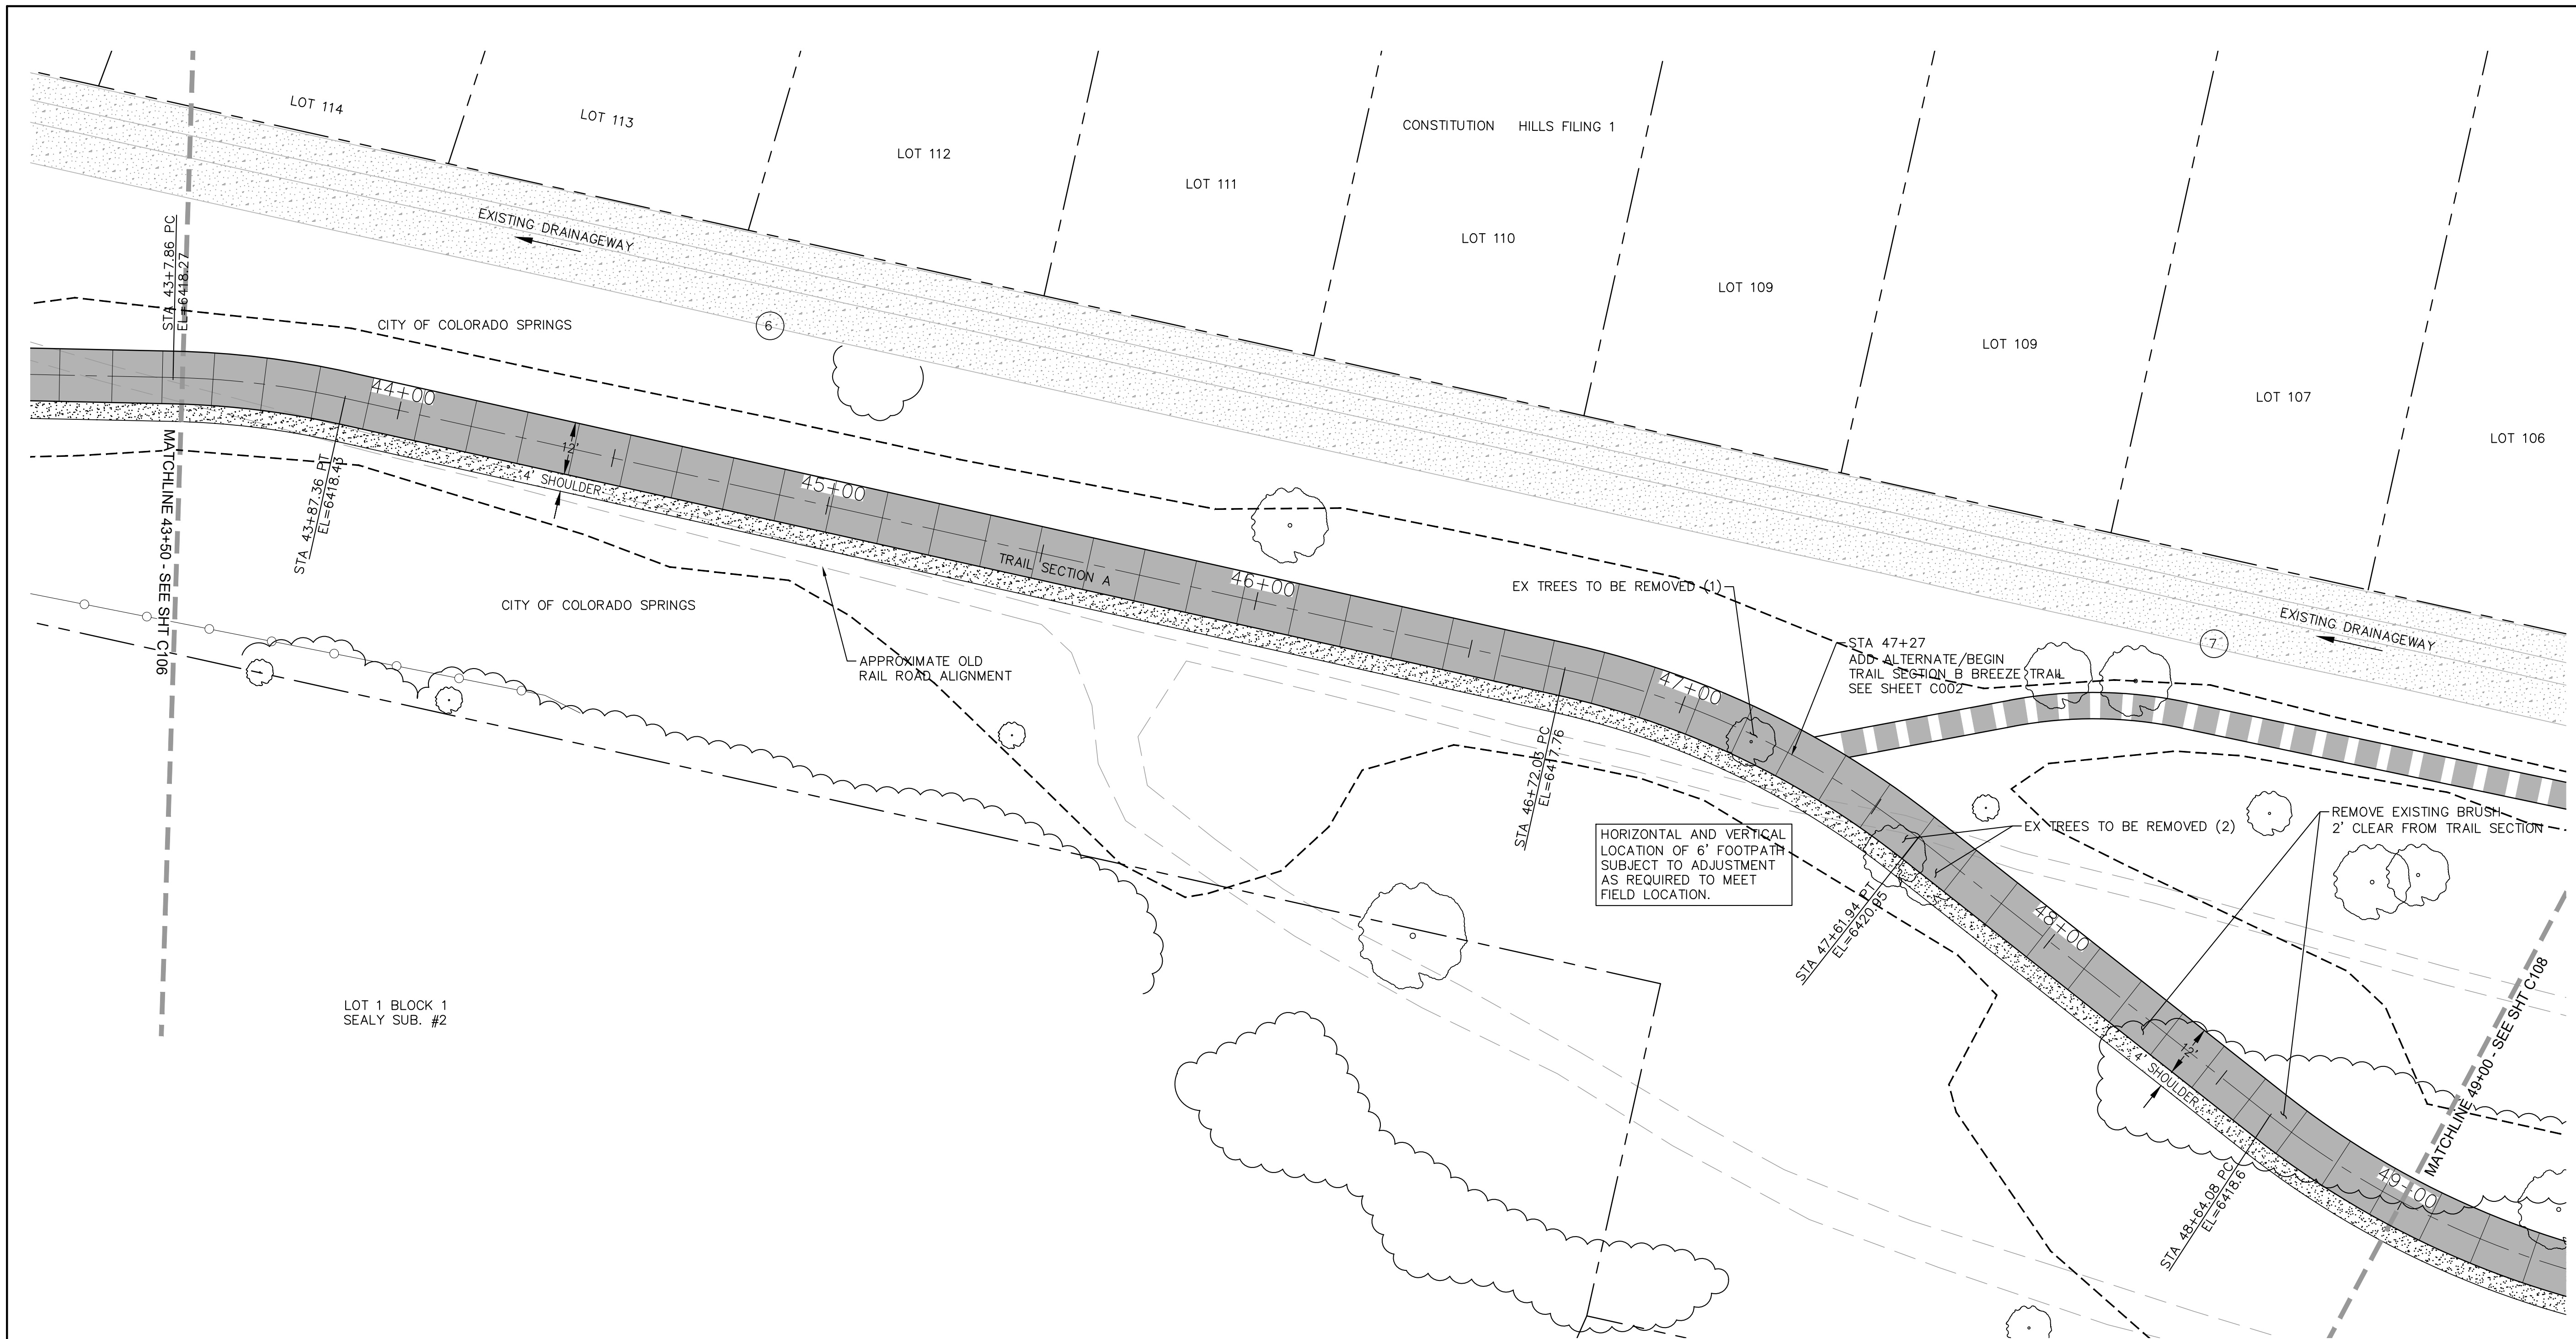 LOT 114
LOT 113
LOT 112
LOT 111
CONSTITUTION HILLS FILING 1
LOT 110
LOT 109
LOT 109
LOT 107
LOT 106
EXISTING DRAINAGEWAY
6
STA 43+7.86 PC
EL=6418.27
CITY OF COLORADO SPRINGS
44+00
12'
4' SHOULDER
45+00
STA 43+87.36 PT
EL=6418.43
MATCHLINE 43+50 - SEE SHT C106
TRAIL SECTION A
46+00
CITY OF COLORADO SPRINGS
APPROXIMATE OLD
RAIL ROAD ALIGNMENT
EX TREES TO BE REMOVED (1)
47+00
STA 47+27
ADD ALTERNATE/BEGIN
TRAIL SECTION B BREEZE TRAIL
SEE SHEET C002
7
EXISTING DRAINAGEWAY
STA 46+72.03 PC
EL=6417.76
HORIZONTAL AND VERTICAL
LOCATION OF 6' FOOTPATH
SUBJECT TO ADJUSTMENT
AS REQUIRED TO MEET
FIELD LOCATION.
EX TREES TO BE REMOVED (2)
REMOVE EXISTING BRUSH
2' CLEAR FROM TRAIL SECTION
STA 47+61.94 PT
EL=6420.95
48+00
LOT 1 BLOCK 1
SEALY SUB. #2
12'
4' SHOULDER
MATCHLINE 49+00 - SEE SHT C108
49+00
STA 48+64.08 PC
EL=6418.6